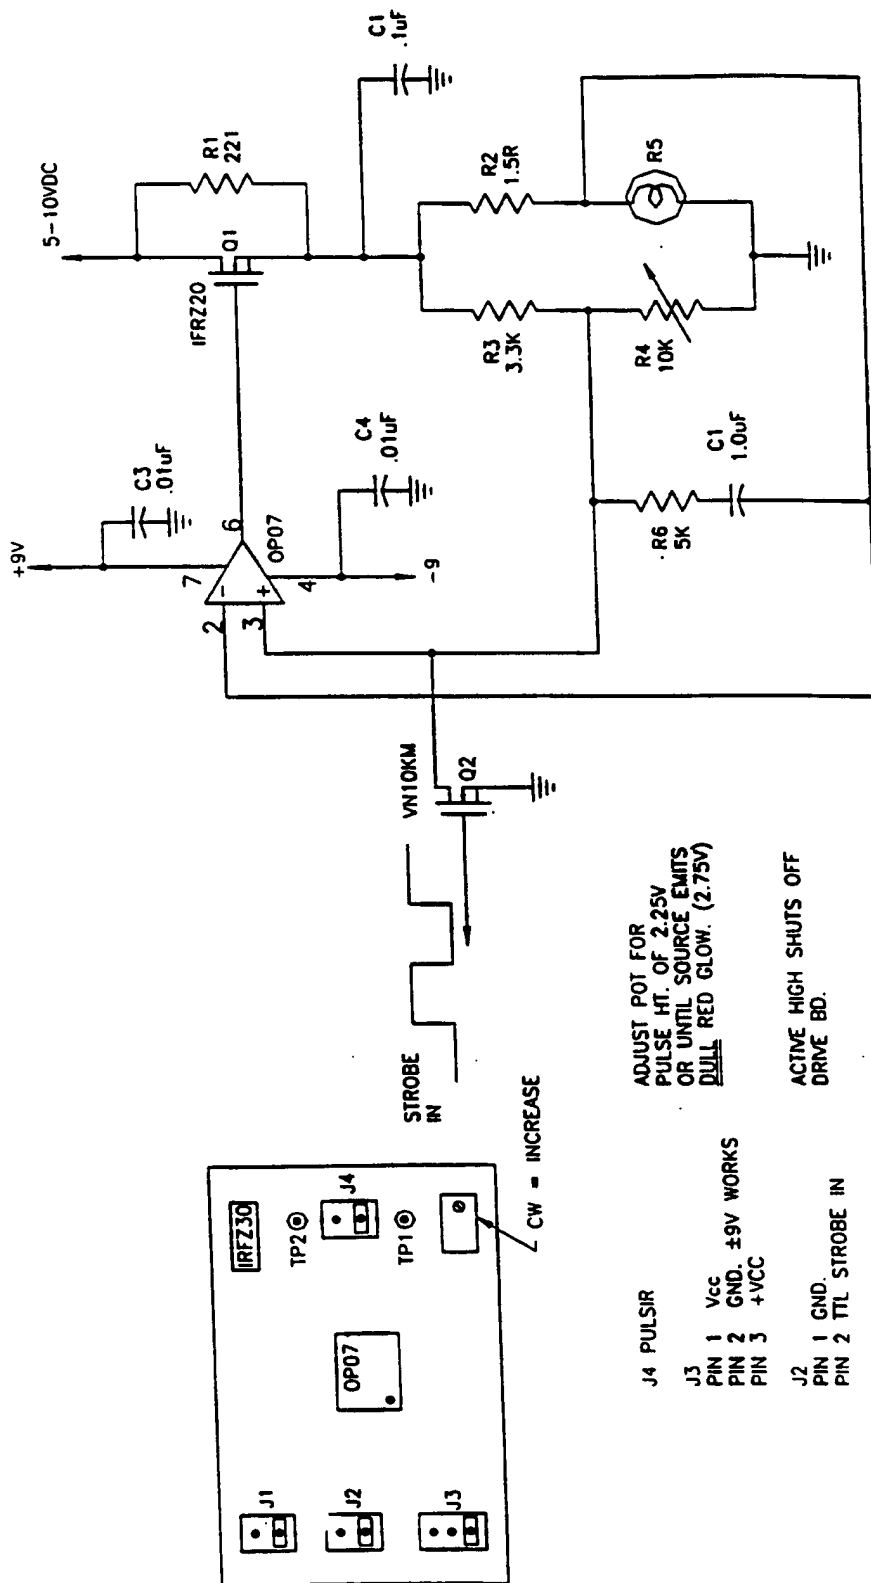 5-10VDC
R1
221
C1
.1uF
Q1
IFRZ20
+9V
C3
.01uF
7
6
2
-
3
+
4
OP07
C4
.01uF
-9
R2
1.5R
R5
R3
3.3K
R4
10K
R6
5K
C1
1.0uF
VN10KM
Q2
STROBE
IN
IRFZ30
TP2
J4
TP1
CW = INCREASE
OP07
J1
J2
J3
J4 PULSIR
J3
PIN 1 Vcc
PIN 2 GND. ±9V WORKS
PIN 3 +VCC
J2
PIN 1 GND.
PIN 2 TTL STROBE IN
ADJUST POT FOR
PULSE HT. OF 2.25V
OR UNTIL SOURCE EMITS
DULL RED GLOW. (2.75V)
ACTIVE HIGH SHUTS OFF
DRIVE BD.